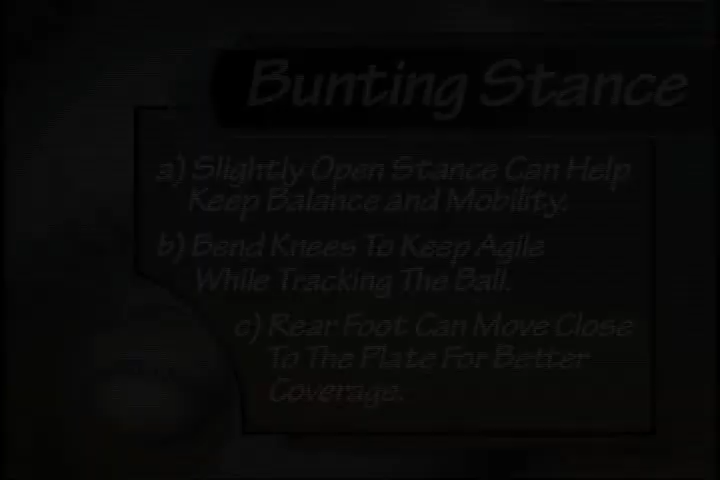 Bunting Stance
a) Slightly Open Stance Can Help
Keep Balance and Mobility.
b) Bend Knees To Keep Agile
While Tracking The Ball.
c) Rear Foot Can Move Close
To The Plate For Better
Coverage.